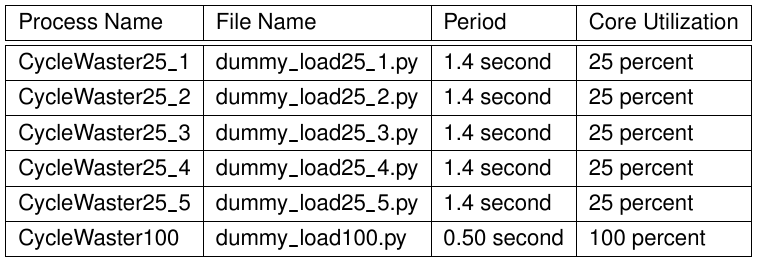 Process Name File Name Period Core Utilization
CycleWaster25_1 dummy_load25_1.py 1.4 second 25 percent
CycleWaster25_2 dummy_load25_2.py 1.4 second 25 percent
CycleWaster25_3 dummy_load25_3.py 1.4 second 25 percent
CycleWaster25_4 dummy_load25_4.py 1.4 second 25 percent
CycleWaster25_5 dummy_load25_5.py 1.4 second 25 percent
CycleWaster100 dummy_load100.py 0.50 second 100 percent